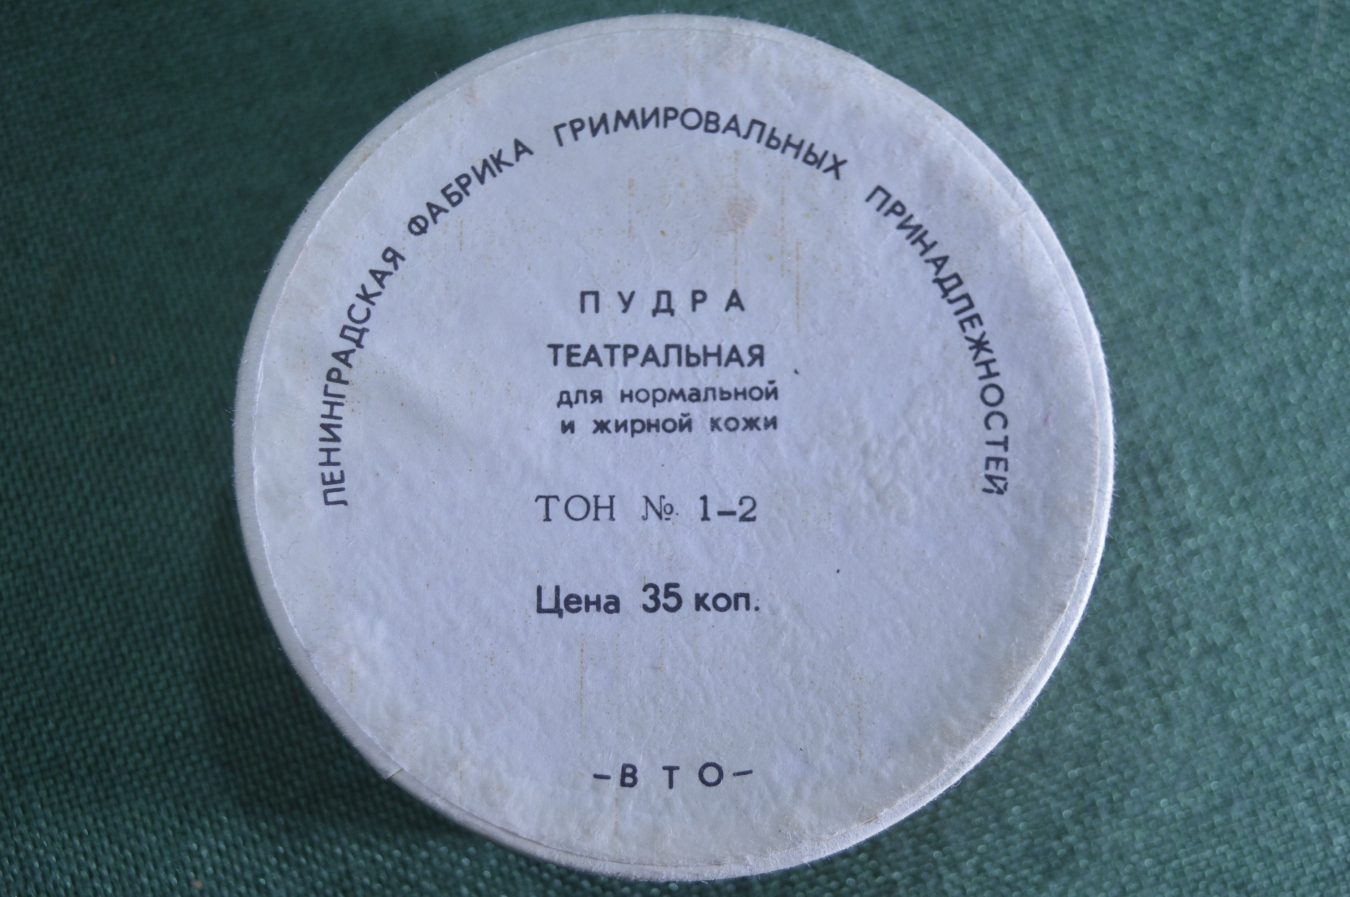 ЛЕНИНГРАДСКАЯ ФАБРИКА ГРИМИРОВАЛЬНЫХ ПРИНАДЛЕЖНОСТЕЙ
ПУДРА
ТЕАТРАЛЬНАЯ
для нормальной
и жирной кожи
ТОН № 1-2
Цена 35 коп.
-ВТО-